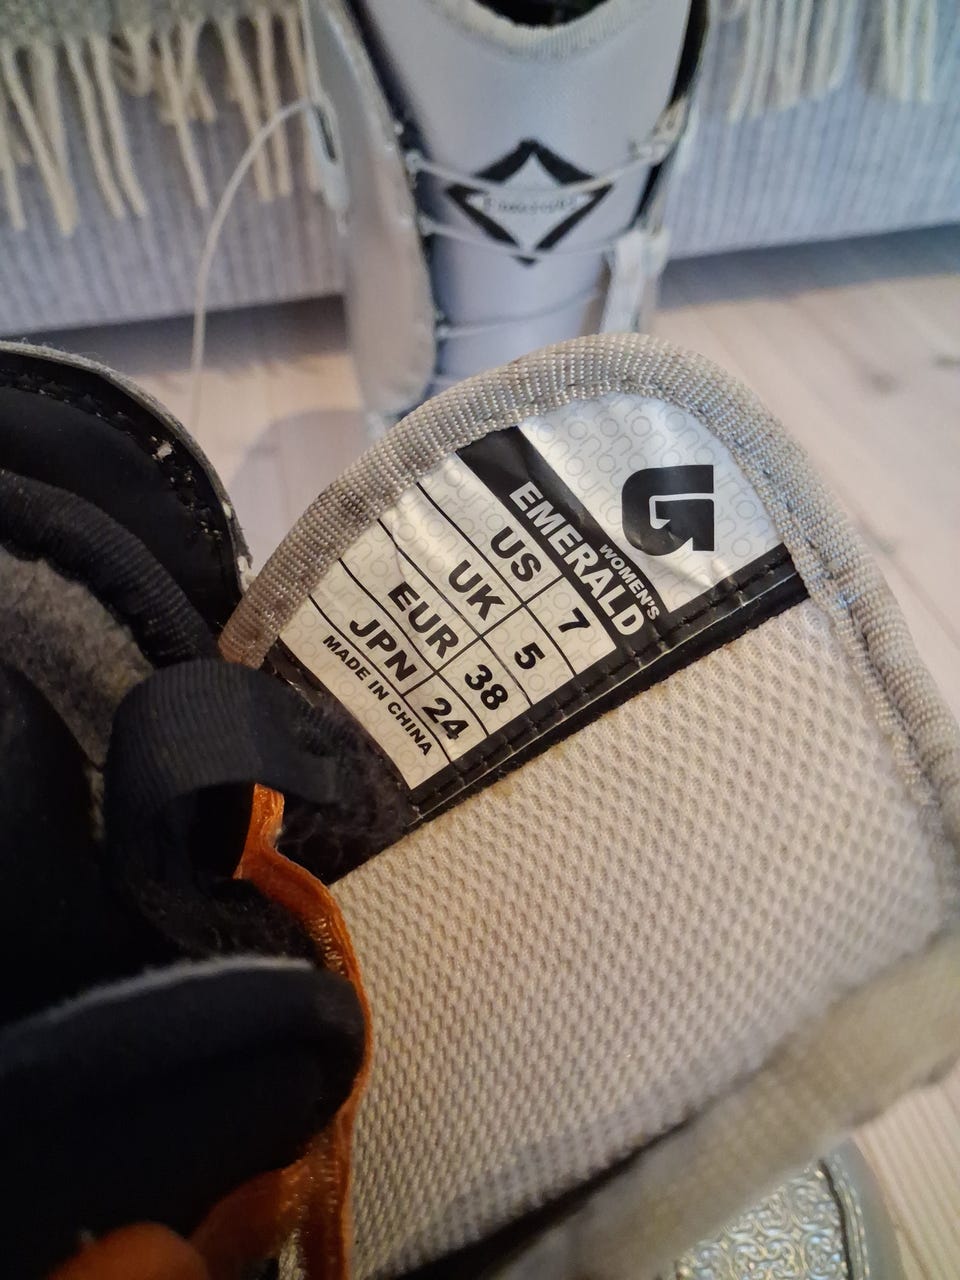 WOMEN'S
EMERALD
US 7
UK 5
EUR 38
JPN 24
MADE IN CHINA